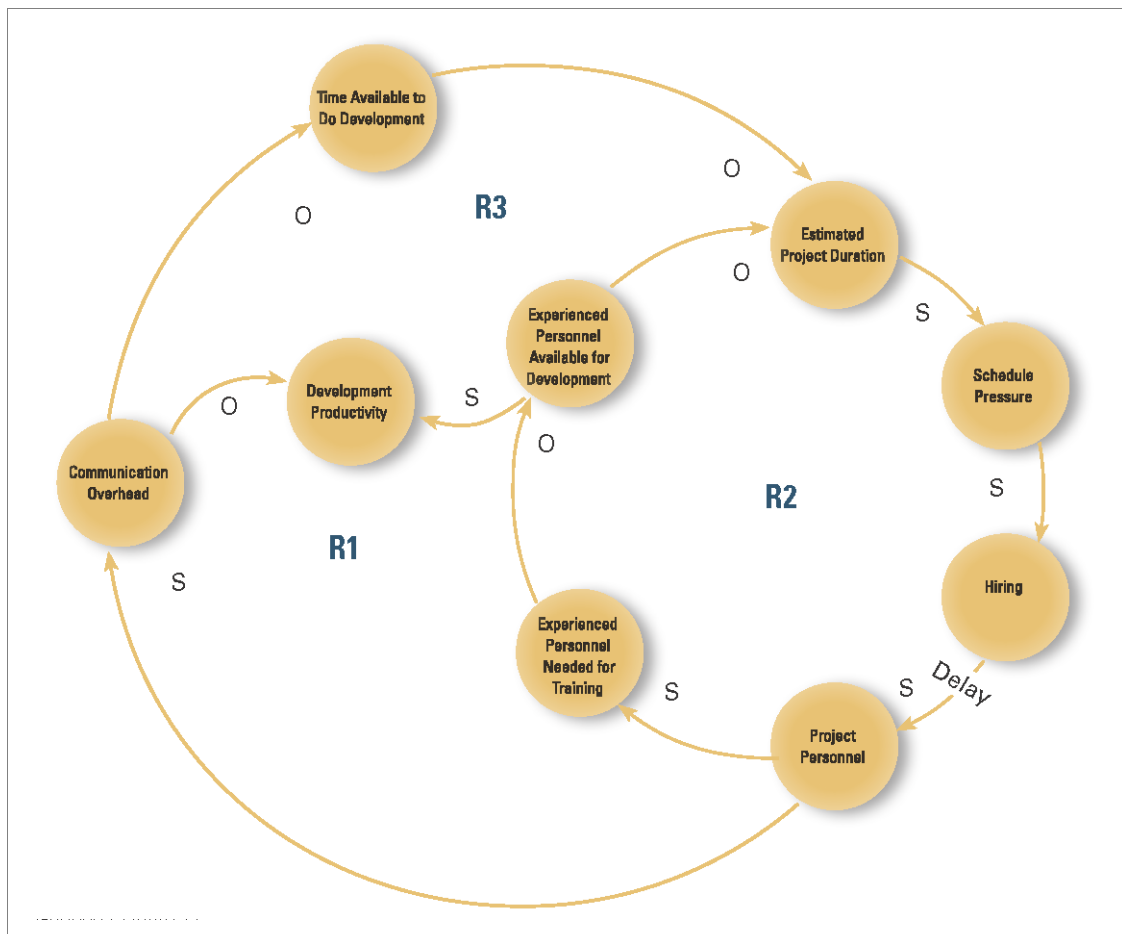 Time Available to
Do Development
O
O
R3
Estimated
Project Duration
O
S
Experienced
Personnel
Available for
Development
Schedule
Pressure
Development
Productivity
S
O
O
Communication
Overhead
S
R2
R1
S
Hiring
Experienced
Personnel
Needed for
Training
Delay
S
S
Project
Personnel